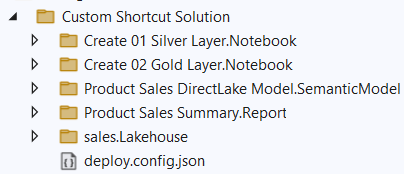 Custom Shortcut Solution
Create 01 Silver Layer.Notebook
Create 02 Gold Layer.Notebook
Product Sales DirectLake Model.SemanticModel
Product Sales Summary.Report
sales.Lakehouse
deploy.config.json